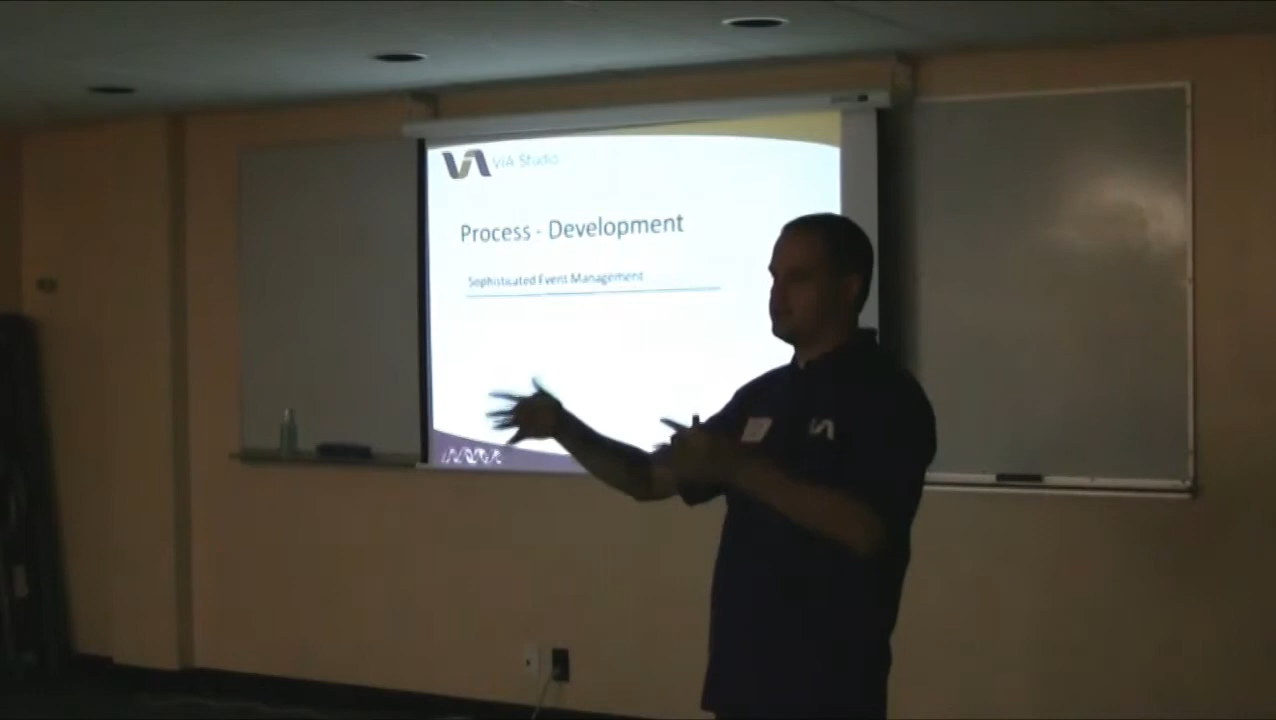 VIA Studio
Process - Development
Sophisticated Event Management